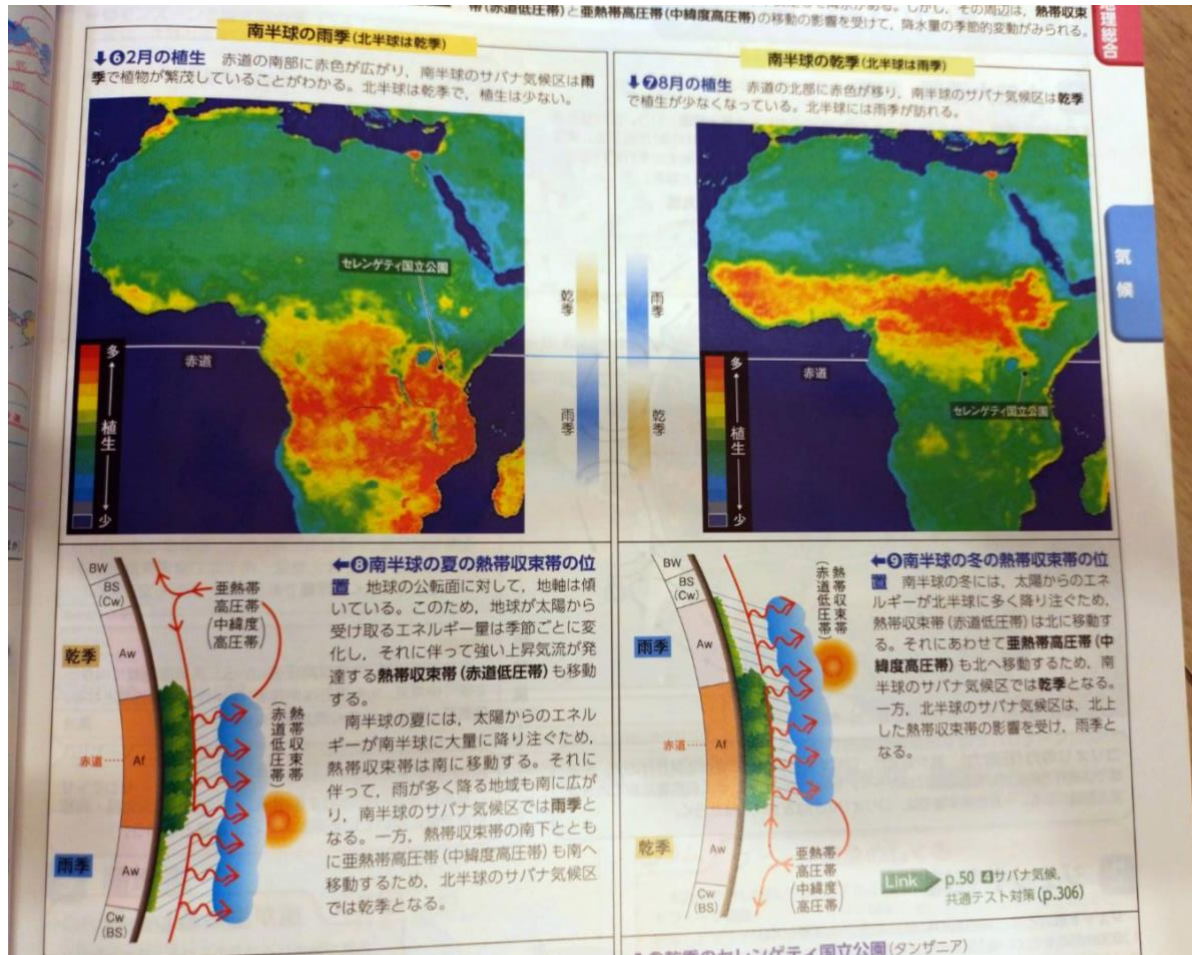 帯(赤道低圧帯)と亜熱帯高圧帯(中緯度高圧帯)の移動の影響を受けて，降水量の季節的変動がみられる。
地理総合
気候
南半球の雨季(北半球は乾季)
⬇❻2月の植生　赤道の南部に赤色が広がり，南半球のサバナ気候区は雨
季で植物が繁茂していることがわかる。北半球は乾季で，植生は少ない。
セレンゲティ国立公園
赤道
多
植生
少
乾季
雨季
南半球の乾季(北半球は雨季)
⬇❼8月の植生　赤道の北部に赤色が移り，南半球のサバナ気候区は乾季
で植生が少なくなっている。北半球には雨季が訪れる。
雨季
乾季
赤道
セレンゲティ国立公園
多
植生
少
BW
BS
(Cw)
Aw
Af
Aw
Cw
(BS)
乾季
赤道
雨季
亜熱帯
高圧帯
(中緯度
高圧帯)
熱帯収束帯
(赤道低圧帯)
⬅❽南半球の夏の熱帯収束帯の位
置　地球の公転面に対して，地軸は傾
いている。このため，地球が太陽から
受け取るエネルギー量は季節ごとに変
化し，それに伴って強い上昇気流が発
達する熱帯収束帯(赤道低圧帯)も移動
する。
南半球の夏には，太陽からのエネル
ギーが南半球に大量に降り注ぐため，
熱帯収束帯は南に移動する。それに
伴って，雨が多く降る地域も南に広が
り，南半球のサバナ気候区では雨季と
なる。一方，熱帯収束帯の南下ととも
に亜熱帯高圧帯(中緯度高圧帯)も南へ
移動するため，北半球のサバナ気候区
では乾季となる。
BW
BS
(Cw)
Aw
Af
Aw
Cw
(BS)
雨季
赤道
乾季
熱帯収束帯
(赤道低圧帯)
亜熱帯
高圧帯
(中緯度
高圧帯)
⬅❾南半球の冬の熱帯収束帯の位
置　南半球の冬には，太陽からのエネ
ルギーが北半球に多く降り注ぐため，
熱帯収束帯(赤道低圧帯)は北に移動す
る。それにあわせて亜熱帯高圧帯(中
緯度高圧帯)も北へ移動するため，南
半球のサバナ気候区では乾季となる。
一方，北半球のサバナ気候区は，北上
した熱帯収束帯の影響を受け，雨季と
なる。
Link p.50 4サバナ気候，
共通テスト対策(p.306)
の乾季のセレンゲティ国立公園(タンザニア)